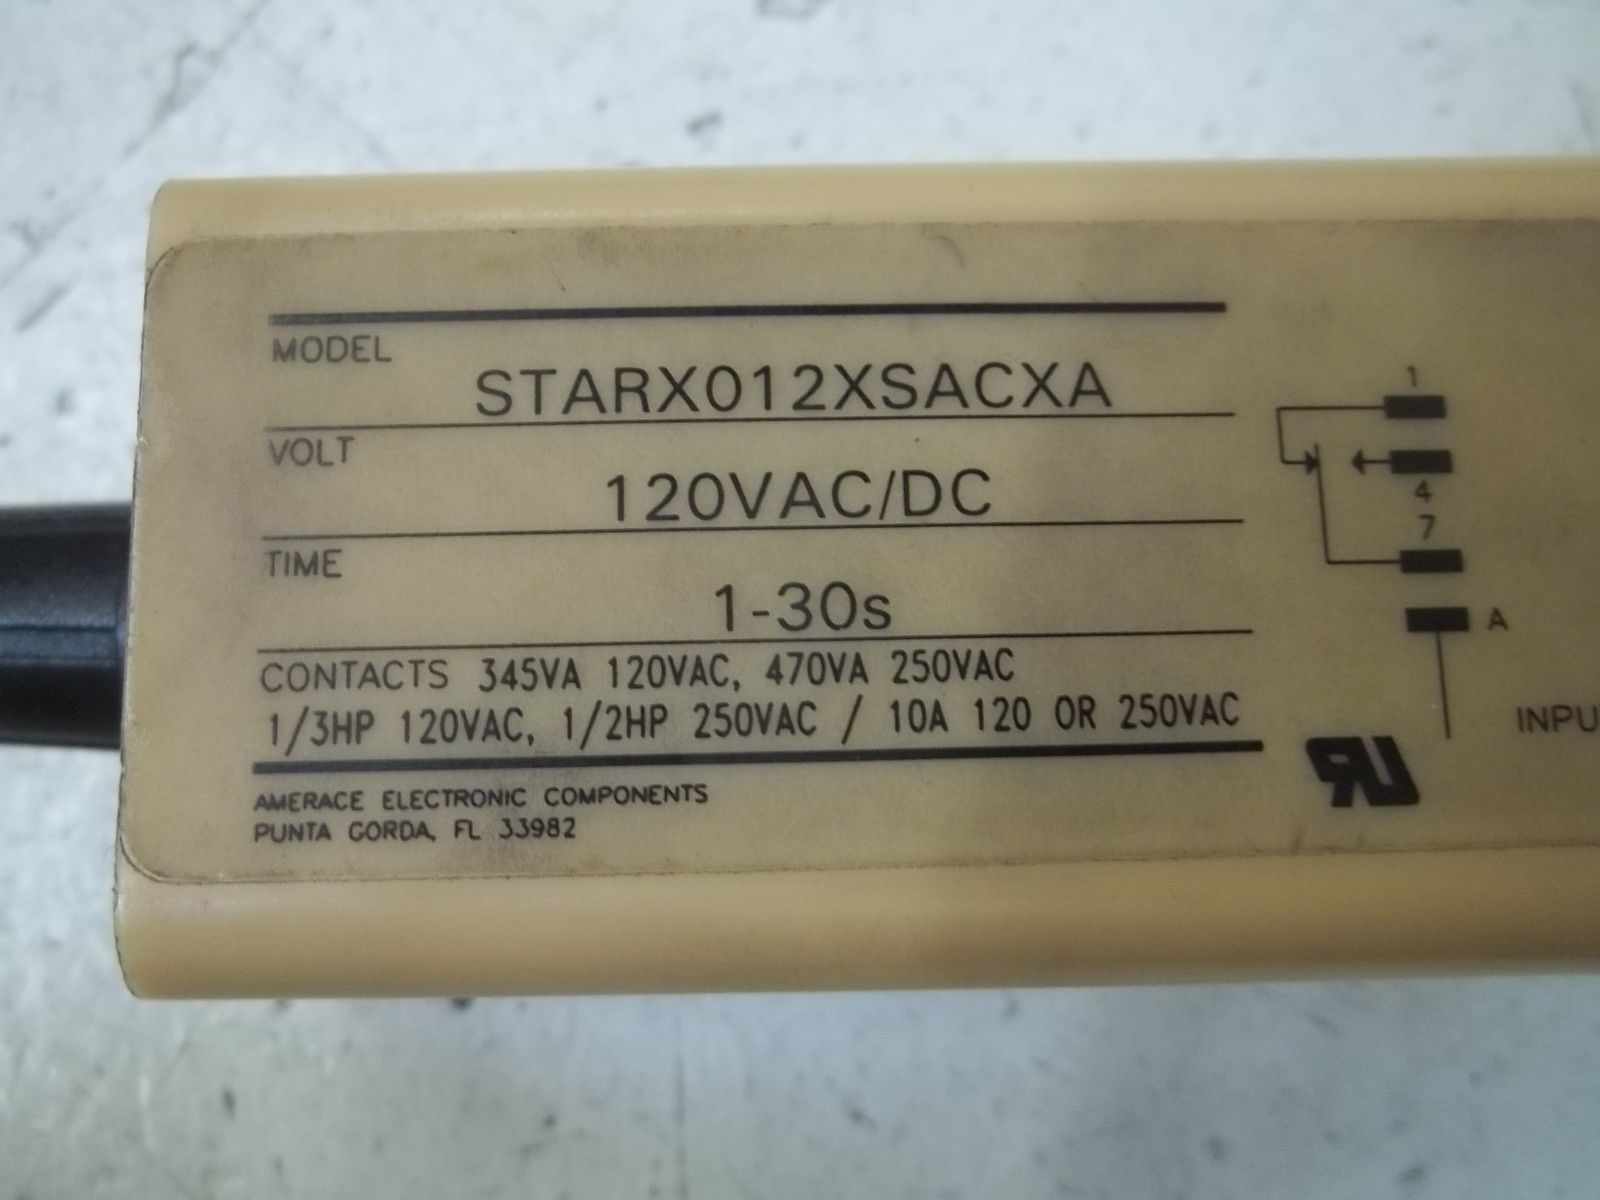 MODEL
STARX012XSACXA
VOLT
120VAC/DC
TIME
1-30s
CONTACTS 345VA 120VAC, 470VA 250VAC
1/3HP 120VAC, 1/2HP 250VAC / 10A 120 OR 250VAC
AMERACE ELECTRONIC COMPONENTS
PUNTA GORDA, FL 33982
1
4
7
A
INPU